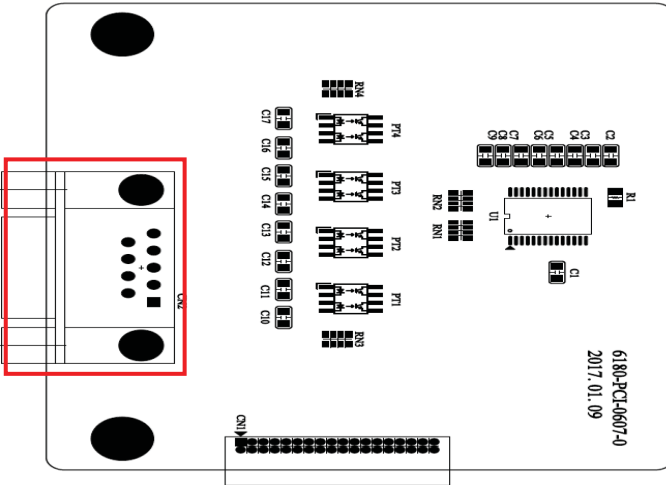 RN4
C17
C16
C15
C14
C13
C12
C11
C10
PT4
PT3
PT2
PT1
RN3
C9
C8
C7
C6
C5
C4
C3
C2
RN2
RN1
U1
R1
C1
CN2
CN1
6180-PCI-0607-0
2017. 01. 09